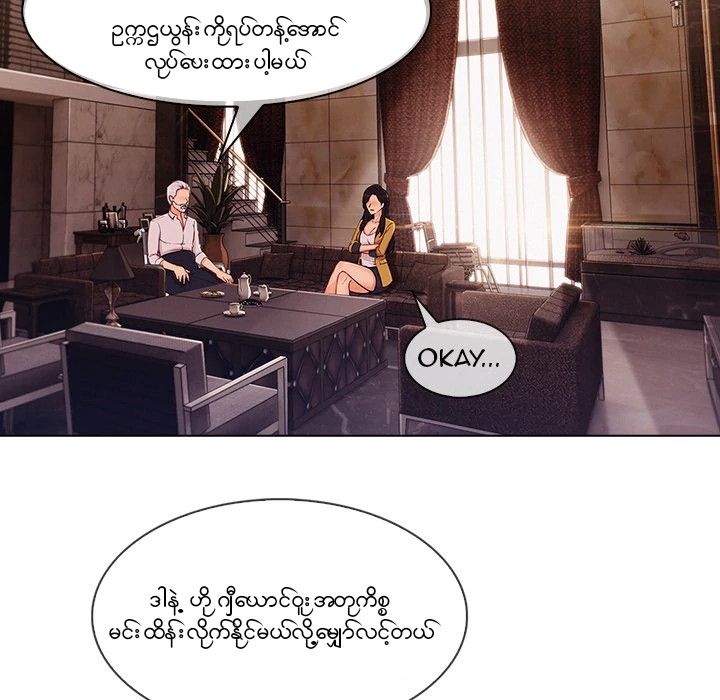 ဥက္ကဌယွန်းကိုရပ်တန့်အောင်
လုပ်ပေးထားပါ့မယ်
OKAY...
ဒါနဲ့ ဟို ဂျီယောင်ဝူးအတုကိစ္စ
မင်းထိန်းလိုက်နိုင်မယ်လို့မျှော်လင့်တယ်